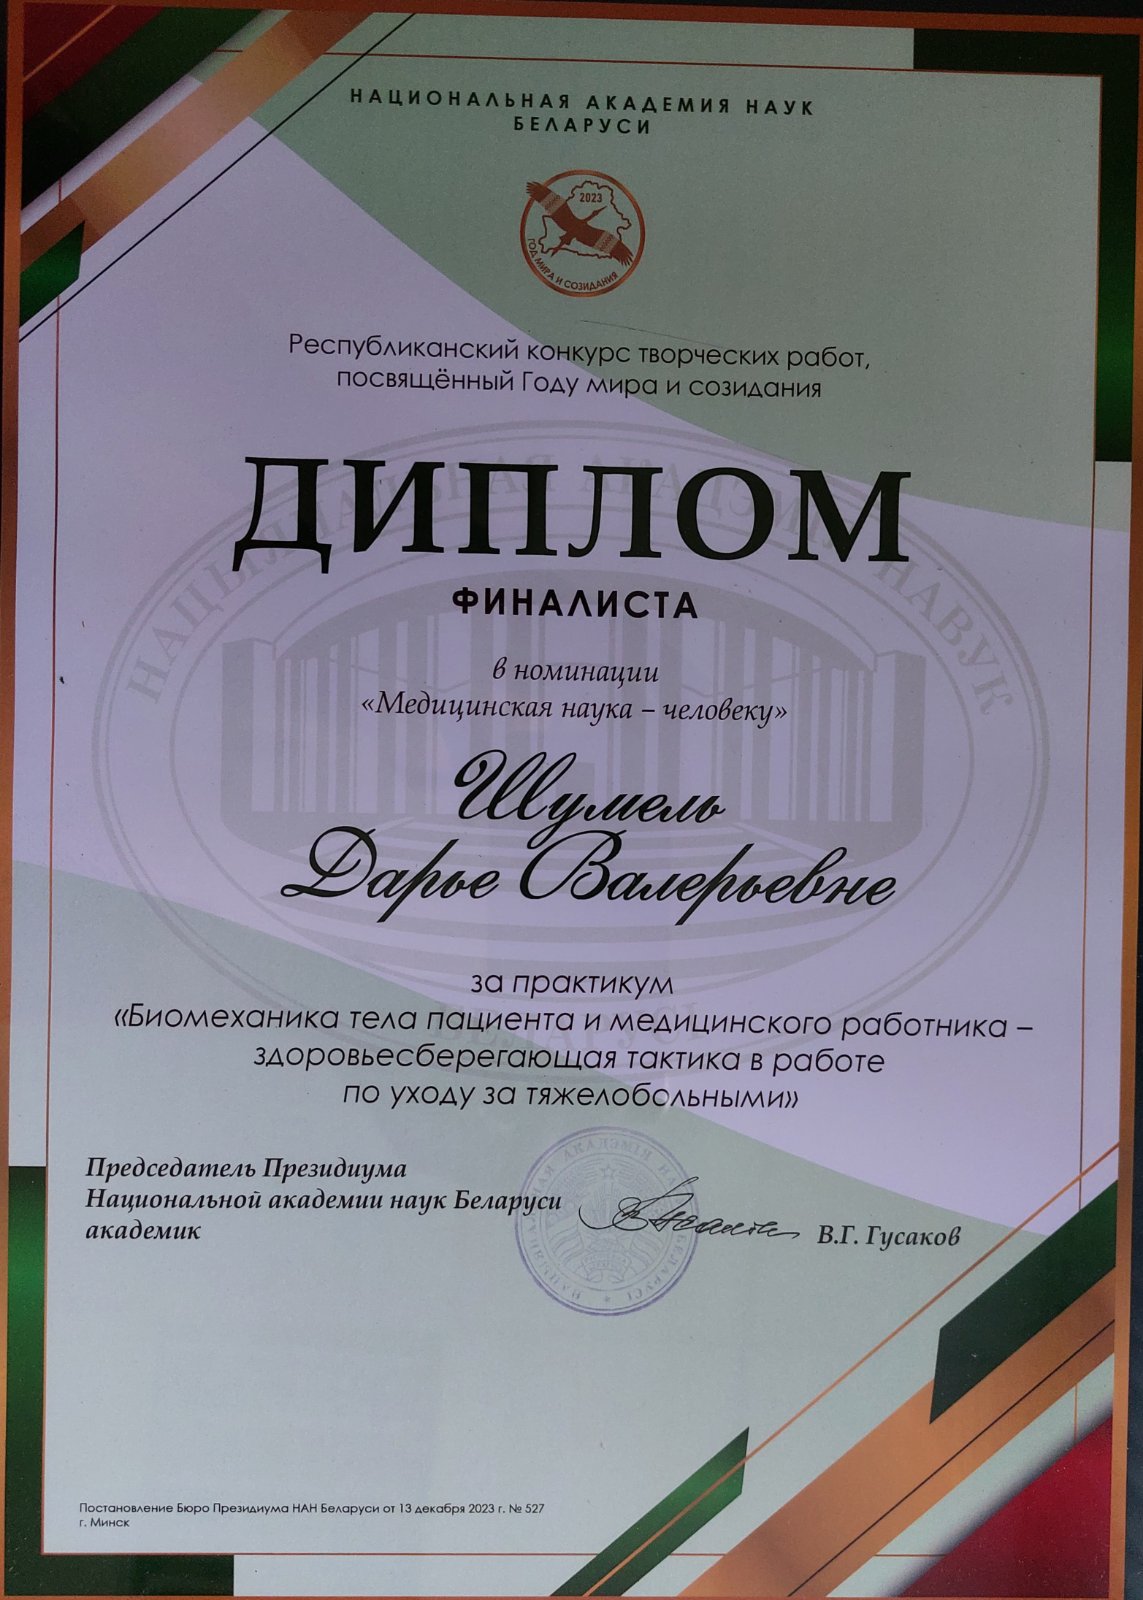 НАЦИОНАЛЬНАЯ АКАДЕМИЯ НАУК
БЕЛАРУСИ
2023
ГОД МИРА И СОЗИДАНИЯ
Республиканский конкурс творческих работ,
посвящённый Году мира и созидания
ДИПЛОМ
ФИНАЛИСТА
в номинации
«Медицинская наука – человеку»
Шумель
Дарье Валерьевне
за практикум
«Биомеханика тела пациента и медицинского работника –
здоровьесберегающая тактика в работе
по уходу за тяжелобольными»
Председатель Президиума
Национальной академии наук Беларуси
академик
В.Г. Гусаков
Постановление Бюро Президиума НАН Беларуси от 13 декабря 2023 г. № 527
г. Минск